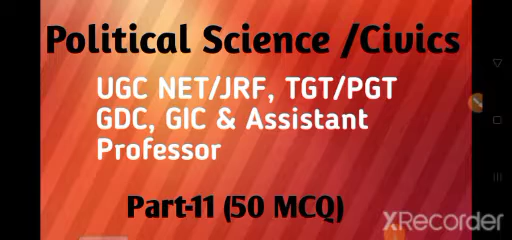 Political Science /Civics
UGC NET/JRF, TGT/PGT
GDC, GIC & Assistant
Professor
Part-11 (50 MCQ)
XRecorder